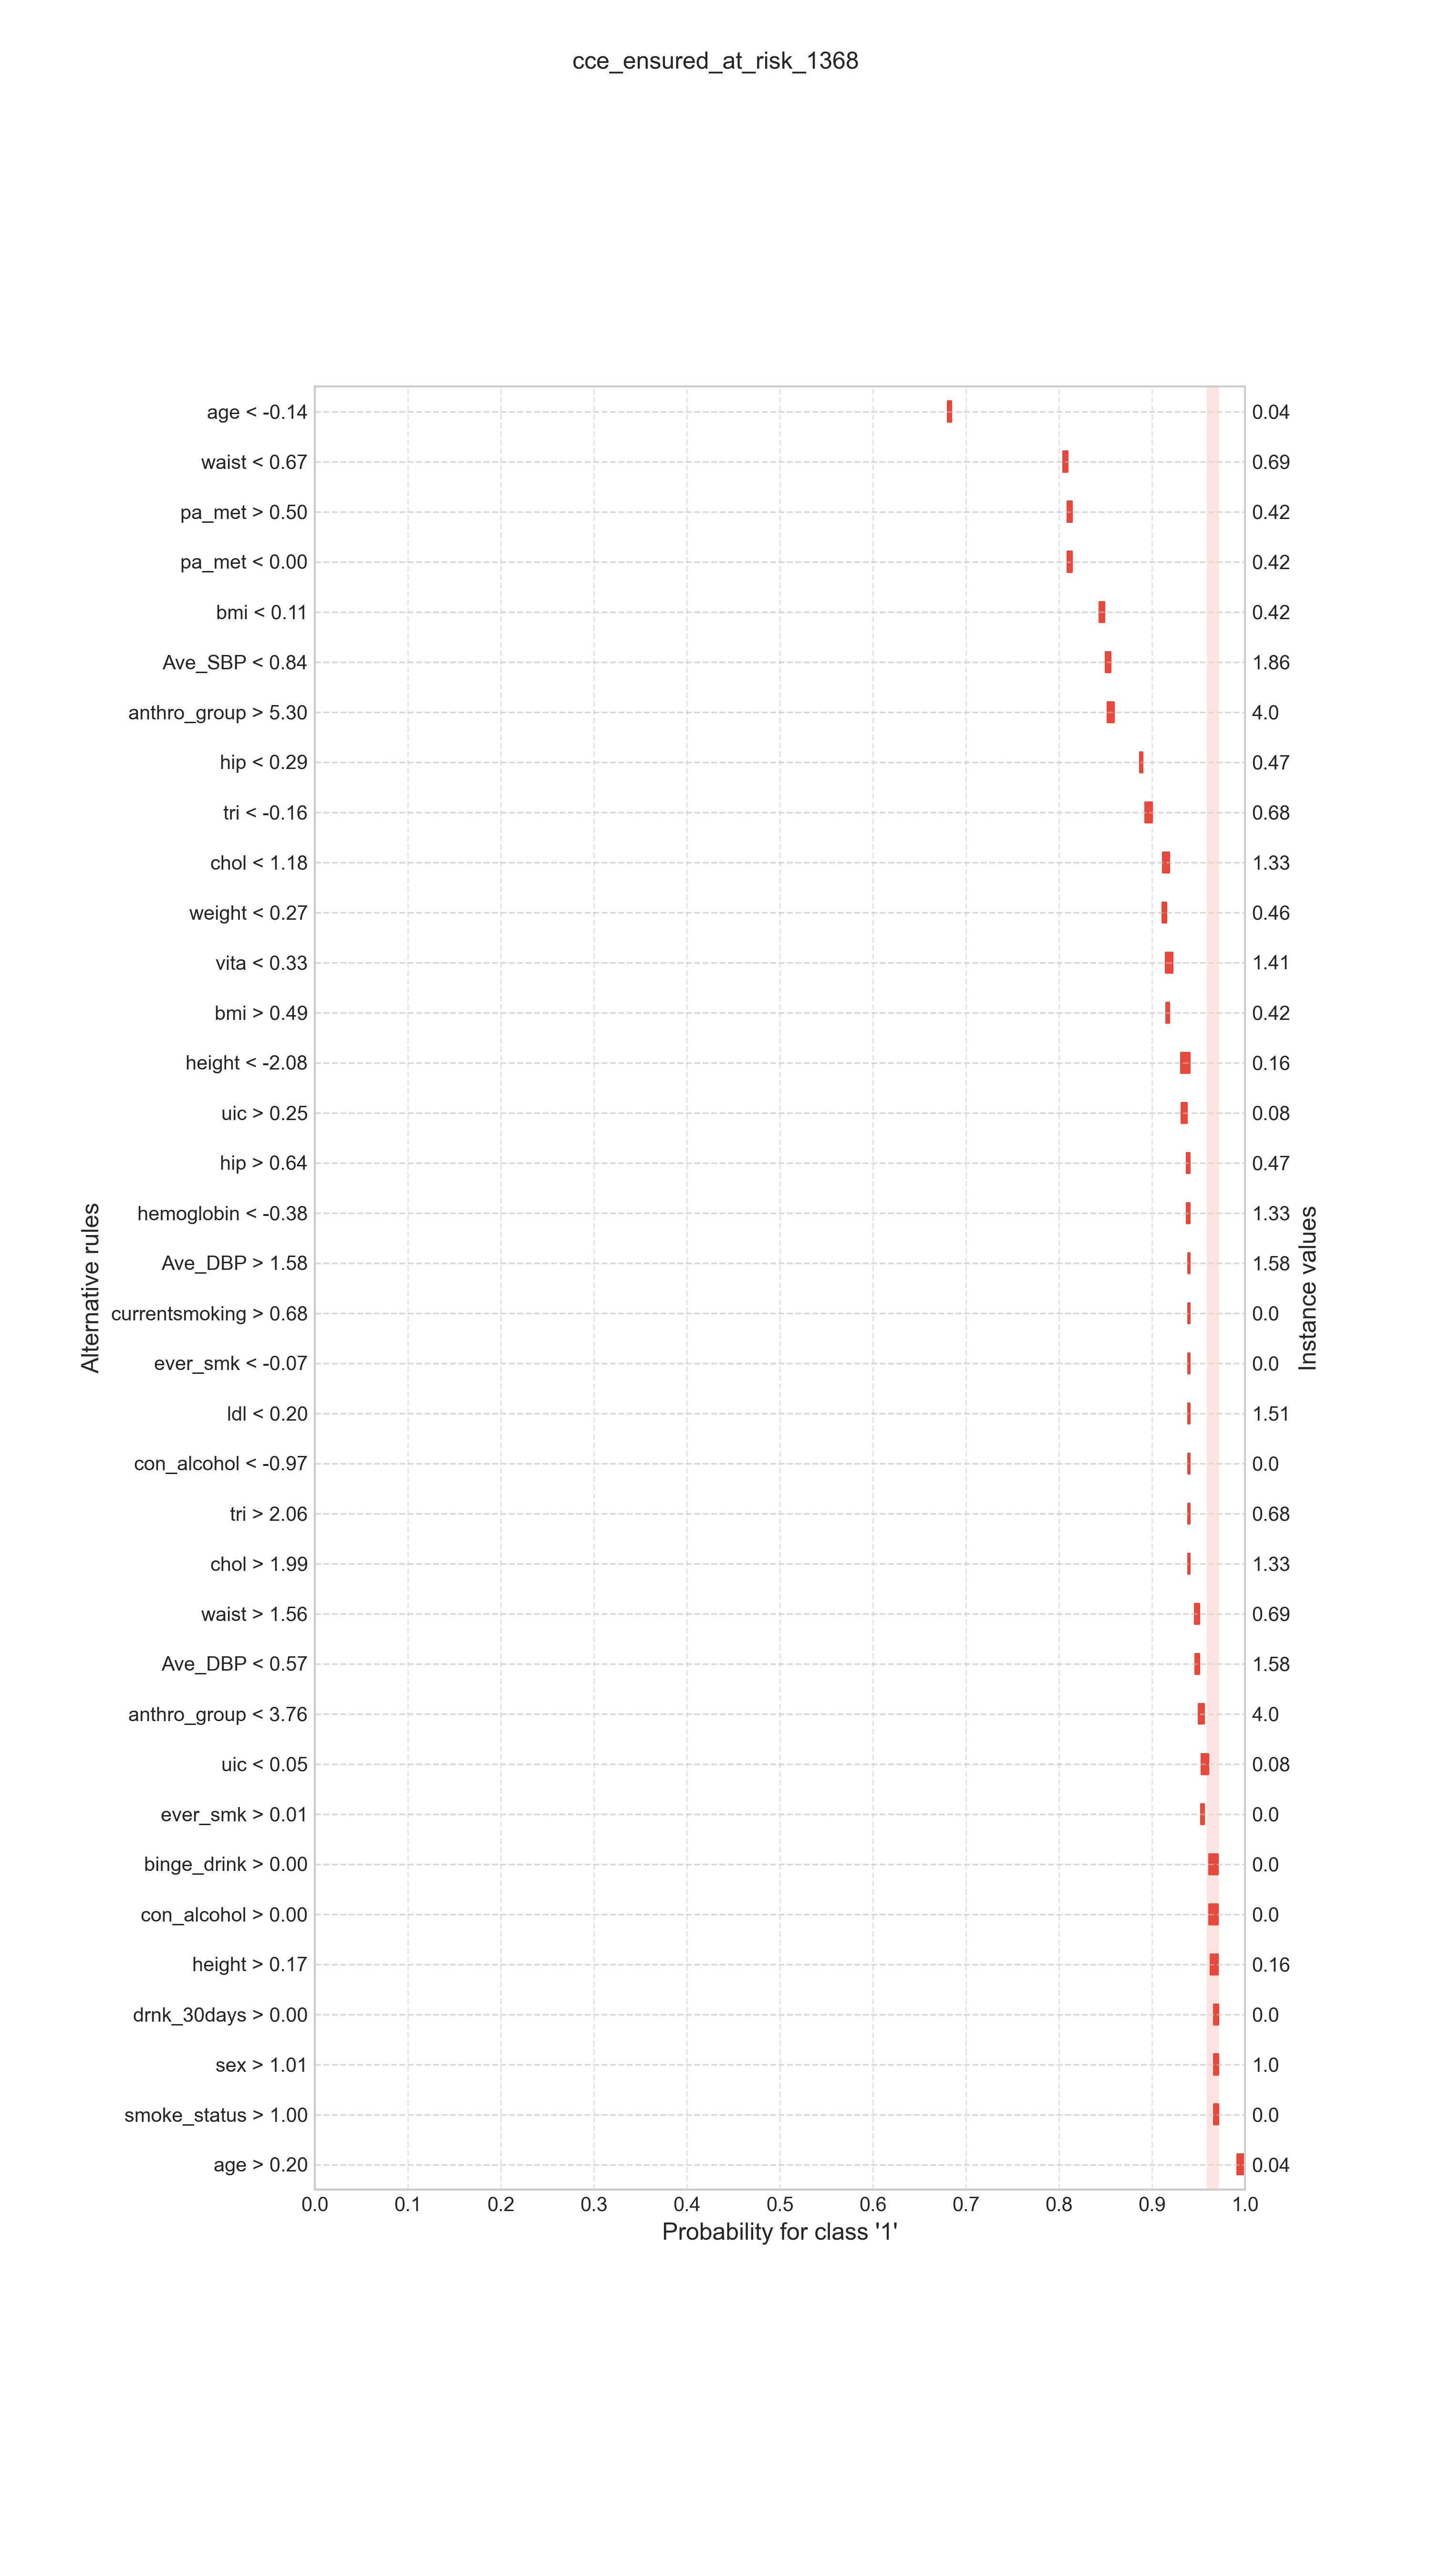 cce_ensured_at_risk_1368
age < -0.14 0.04
waist < 0.67 0.69
pa_met > 0.50 0.42
pa_met < 0.00 0.42
bmi < 0.11 0.42
Ave_SBP < 0.84 1.86
anthro_group > 5.30 4.0
hip < 0.29 0.47
tri < -0.16 0.68
chol < 1.18 1.33
weight < 0.27 0.46
vita < 0.33 1.41
bmi > 0.49 0.42
height < -2.08 0.16
uic > 0.25 0.08
hip > 0.64 0.47
hemoglobin < -0.38 1.33
Ave_DBP > 1.58 1.58
currentsmoking > 0.68 0.0
ever_smk < -0.07 0.0
ldl < 0.20 1.51
con_alcohol < -0.97 0.0
tri > 2.06 0.68
chol > 1.99 1.33
waist > 1.56 0.69
Ave_DBP < 0.57 1.58
anthro_group < 3.76 4.0
uic < 0.05 0.08
ever_smk > 0.01 0.0
binge_drink > 0.00 0.0
con_alcohol > 0.00 0.0
height > 0.17 0.16
drnk_30days > 0.00 0.0
sex > 1.01 1.0
smoke_status > 1.00 0.0
age > 0.20 0.04
Alternative rules
Instance values
0.0 0.1 0.2 0.3 0.4 0.5 0.6 0.7 0.8 0.9 1.0
Probability for class '1'